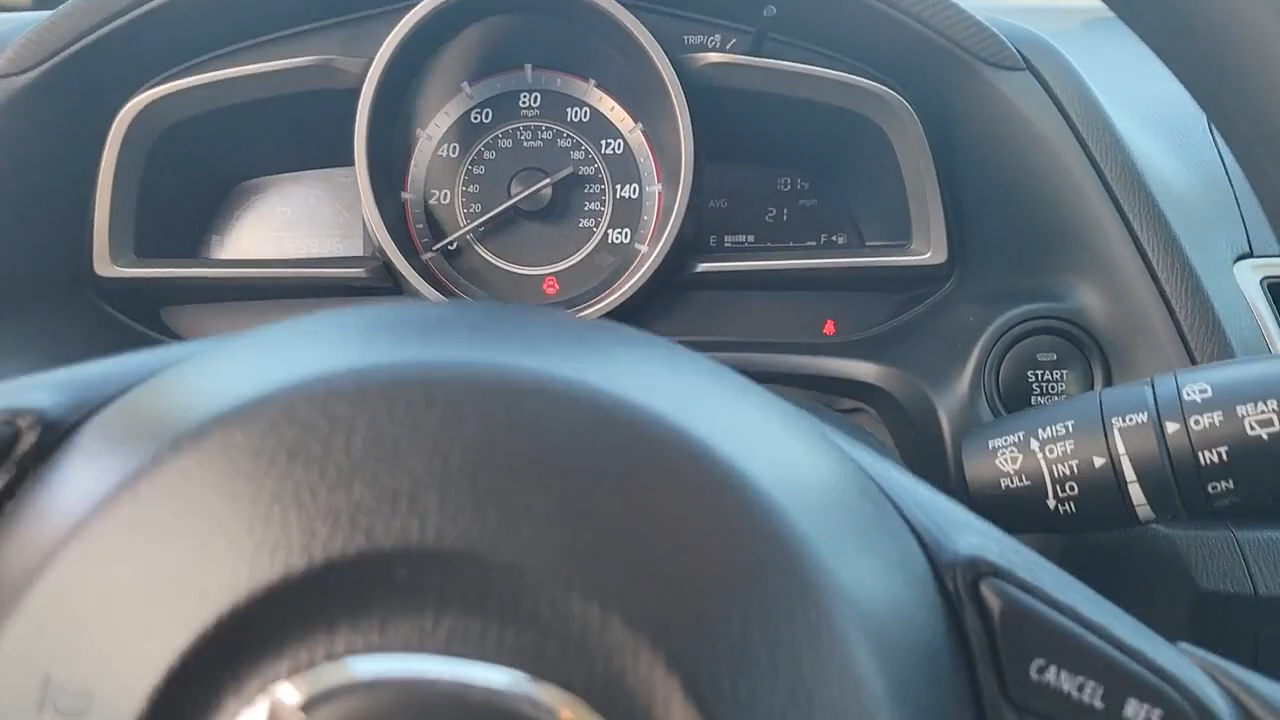 TRIP/
80
mph
60
100
40
120
20
140
160
120
140
100
km/h
160
80
180
60
200
40
220
20
240
260
101°F
AVG
mph
21
E
F
START
STOP
ENGINE
FRONT
MIST
OFF
INT
LO
HI
PULL
SLOW
OFF
INT
ON
REAR
CANCEL